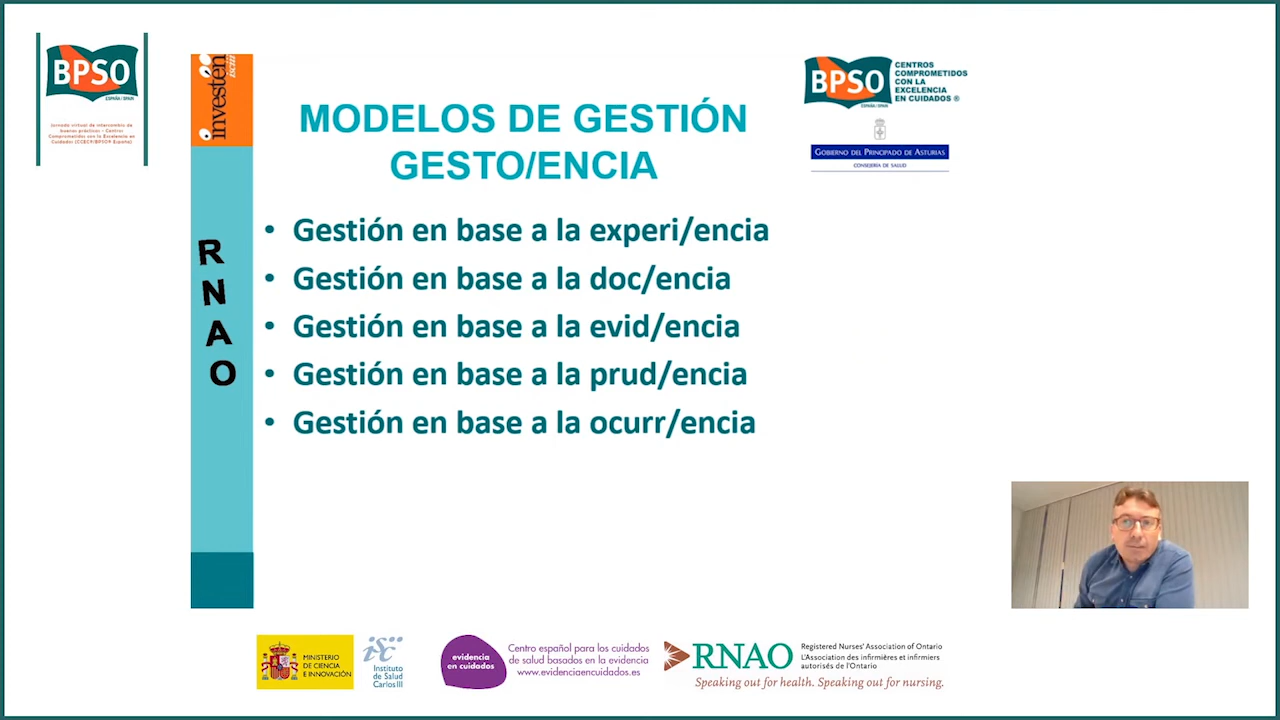 BPSO
ESPAÑA / SPAIN
Jornada virtual de intercambio de
buenas prácticas - Centros
Comprometidos con la Excelencia en
Cuidados (CCEC®/BPSO® España)
investén
isciii
BPSO
ESPAÑA / SPAIN
CENTROS
COMPROMETIDOS
CON LA
EXCELENCIA
EN CUIDADOS ®
GOBIERNO DEL PRINCIPADO DE ASTURIAS
CONSEJERÍA DE SALUD
MODELOS DE GESTIÓN
GESTO/ENCIA
RNAO
• Gestión en base a la experi/encia
• Gestión en base a la doc/encia
• Gestión en base a la evid/encia
• Gestión en base a la prud/encia
• Gestión en base a la ocurr/encia
MINISTERIO
DE CIENCIA
E INNOVACIÓN
isc
Instituto
de Salud
Carlos III
evidencia
en cuidados
Centro español para los cuidados
de salud basados en la evidencia
www.evidenciaencuidados.es
RNAO
Registered Nurses' Association of Ontario
L'Association des infirmières et infirmiers
autorisés de l'Ontario
Speaking out for health. Speaking out for nursing.